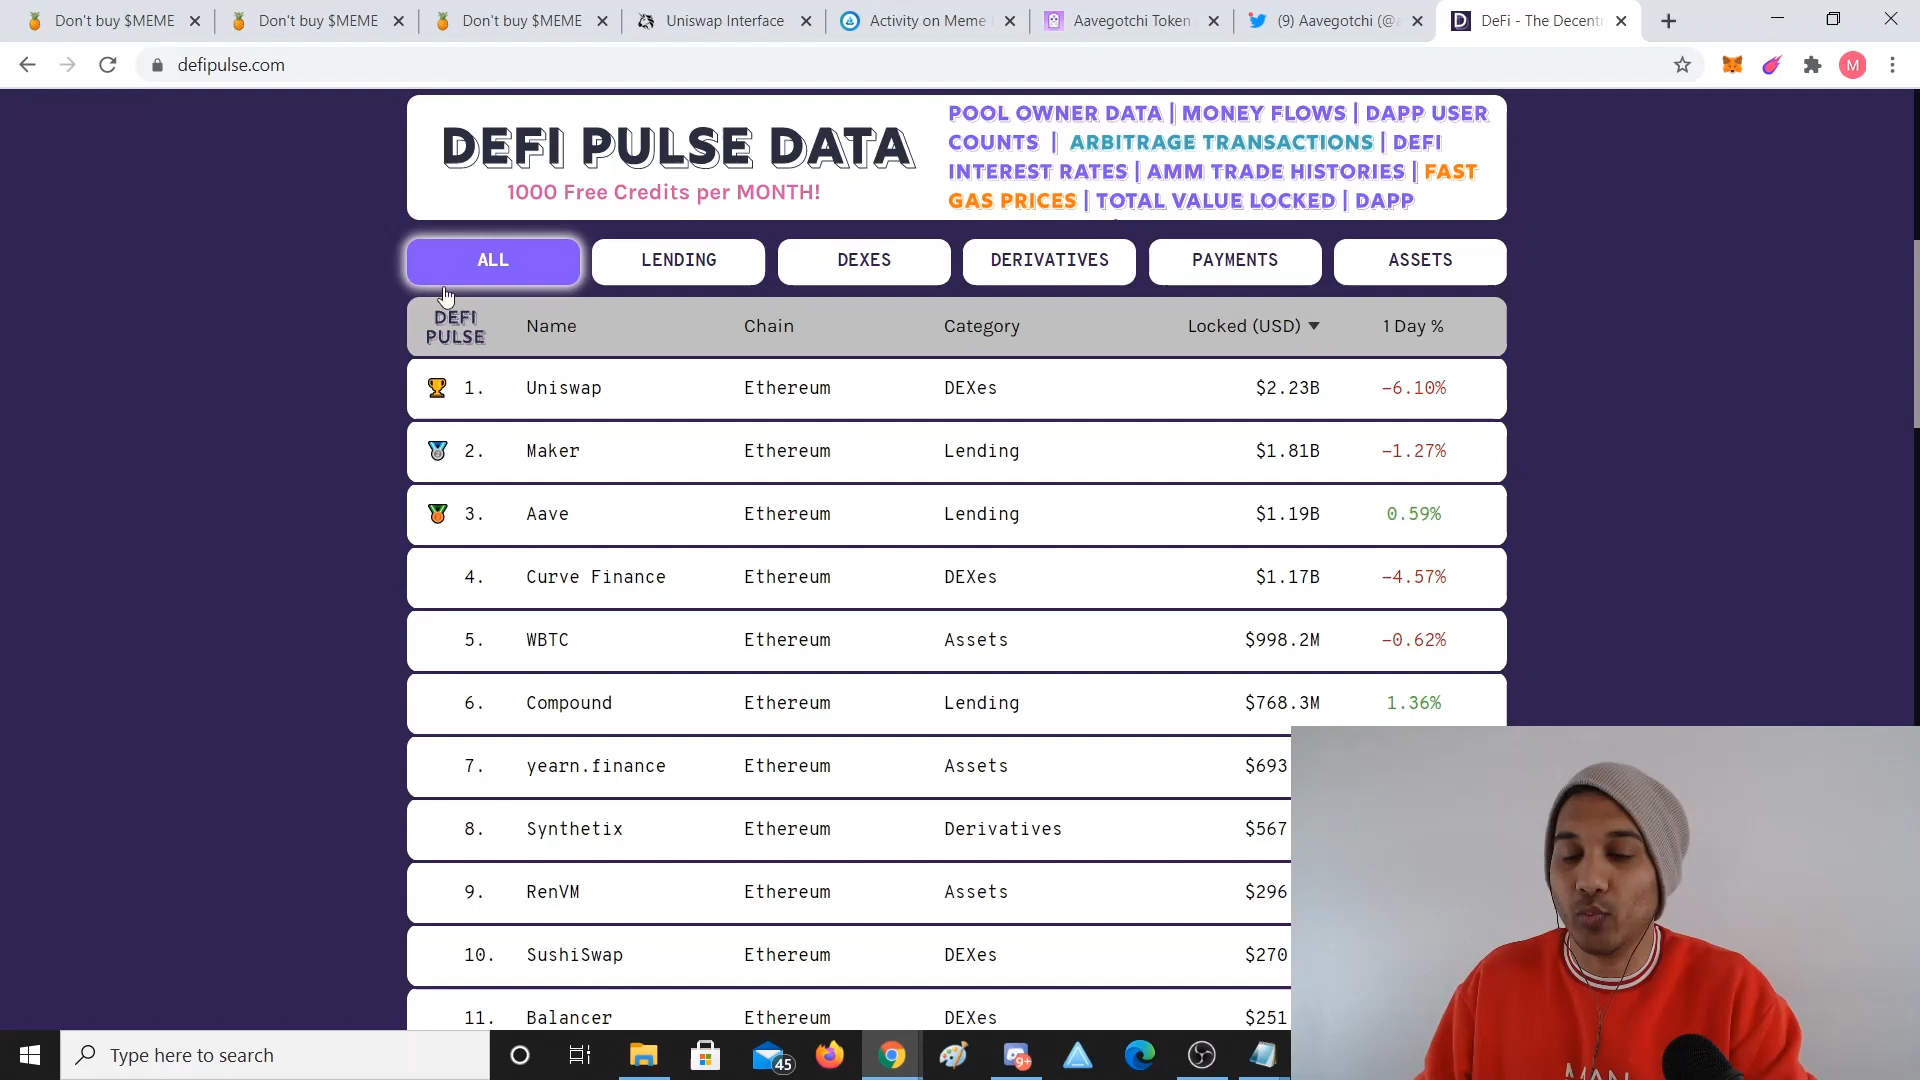 Don't buy $MEME Don't buy $MEME Don't buy $MEME Uniswap Interface Activity on Meme Aavegotchi Token (9) Aavegotchi (@a DeFi - The Decent
defipulse.com M
DEFI PULSE DATA
1000 Free Credits per MONTH!
POOL OWNER DATA | MONEY FLOWS | DAPP USER
COUNTS | ARBITRAGE TRANSACTIONS | DEFI
INTEREST RATES | AMM TRADE HISTORIES | FAST
GAS PRICES | TOTAL VALUE LOCKED | DAPP
ALL LENDING DEXES DERIVATIVES PAYMENTS ASSETS
DEFI
PULSE
Name Chain Category Locked (USD) 1 Day %
1. Uniswap Ethereum DEXes $2.23B -6.10%
2. Maker Ethereum Lending $1.81B -1.27%
3. Aave Ethereum Lending $1.19B 0.59%
4. Curve Finance Ethereum DEXes $1.17B -4.57%
5. WBTC Ethereum Assets $998.2M -0.62%
6. Compound Ethereum Lending $768.3M 1.36%
7. yearn.finance Ethereum Assets $693
8. Synthetix Ethereum Derivatives $567
9. RenVM Ethereum Assets $296
10. SushiSwap Ethereum DEXes $270
11. Balancer Ethereum DEXes $251
Type here to search 45 9+
MAN